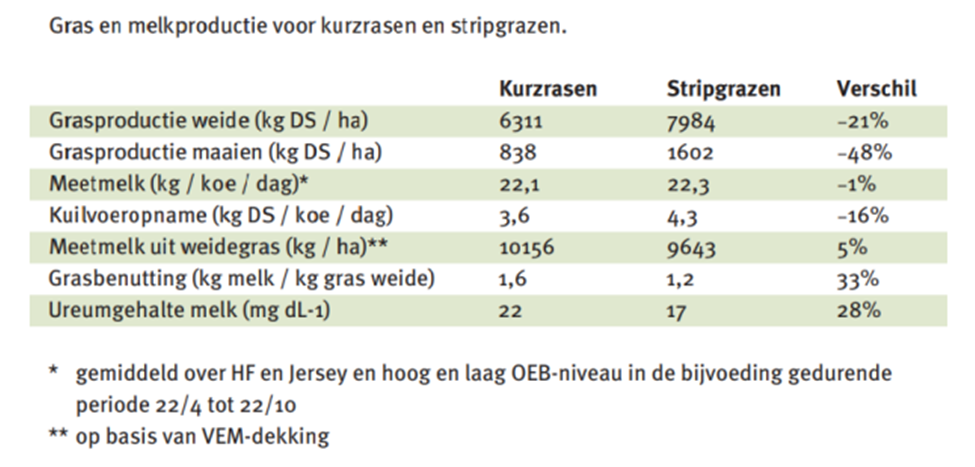 Gras en melkproductie voor kurzrasen en stripgrazen.
Kurzrasen Stripgrazen Verschil
Grasproductie weide (kg DS / ha) 6311 7984 –21%
Grasproductie maaien (kg DS / ha) 838 1602 –48%
Meetmelk (kg / koe / dag)* 22,1 22,3 –1%
Kuilvoeropname (kg DS / koe / dag) 3,6 4,3 –16%
Meetmelk uit weidegras (kg / ha)** 10156 9643 5%
Grasbenutting (kg melk / kg gras weide) 1,6 1,2 33%
Ureumgehalte melk (mg dL-1) 22 17 28%
* gemiddeld over HF en Jersey en hoog en laag OEB-niveau in de bijvoeding gedurende
periode 22/4 tot 22/10
** op basis van VEM-dekking